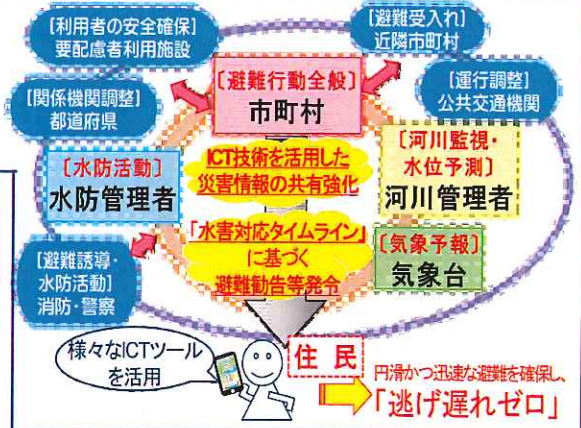 [利用者の安全確保]
要配慮者利用施設
[避難受入れ]
近隣市町村
[関係機関調整]
都道府県
[避難行動全般]
市町村
[運行調整]
公共交通機関
[水防活動]
水防管理者
ICT技術を活用した
災害情報の共有強化
[河川監視・
水位予測]
河川管理者
「水害対応タイムライン」
に基づく
避難勧告等発令
[気象予報]
気象台
[避難誘導・
水防活動]
消防・警察
様々なICTツール
を活用
住 民
円滑かつ迅速な避難を確保し、
「逃げ遅れゼロ」